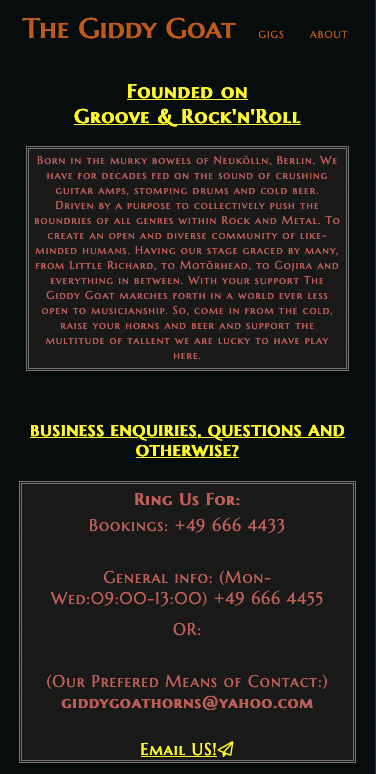 The Giddy Goat gigs about
Founded on
Groove & Rock'n'Roll
Born in the murky bowels of Neukölln, Berlin. We
have for decades fed on the sound of crushing
guitar amps, stomping drums and cold beer.
Driven by a purpose to collectively push the
boundries of all genres within Rock and Metal. To
create an open and diverse community of like-
minded humans. Having our stage graced by many,
from Little Richard, to Motörhead, to Gojira and
everything in between. With your support The
Giddy Goat marches forth in a world ever less
open to musicianship. So, come in from the cold,
raise your horns and beer and support the
multitude of tallent we are lucky to have play
here.
business enquiries, questions and
otherwise?
Ring Us For:
Bookings: +49 666 4433
General info: (Mon-
Wed:09:00-13:00) +49 666 4455
OR:
(Our Prefered Means of Contact:)
giddygoathorns@yahoo.com
Email US!